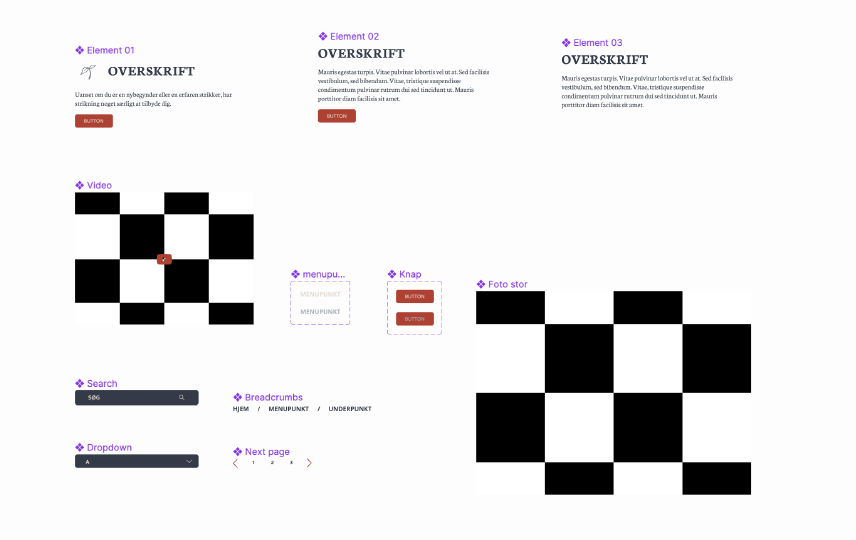 Element 01
OVERSKRIFT
Uanset om du er en nybegynder eller en erfaren strikker, har
strikning noget særligt at tilbyde dig.
BUTTON
Element 02
OVERSKRIFT
Mauris egestas turpis. Vitae pulvinar lobortis vel ut at. Sed facilisis
vestibulum, sed bibendum. Vitae, tristique suspendisse
condimentum pulvinar rutrum dui sed tincidunt ut. Mauris
porttitor diam facilisis sit amet.
BUTTON
Element 03
OVERSKRIFT
Mauris egestas turpis. Vitae pulvinar lobortis vel ut at. Sed facilisis
vestibulum, sed bibendum. Vitae, tristique suspendisse
condimentum pulvinar rutrum dui sed tincidunt ut. Mauris
porttitor diam facilisis sit amet.
Video
menupu...
MENUPUNKT
MENUPUNKT
Knap
BUTTON
BUTTON
Foto stor
Search
SØG
Breadcrumbs
HJEM / MENUPUNKT / UNDERPUNKT
Dropdown
A
Next page
1 2 3